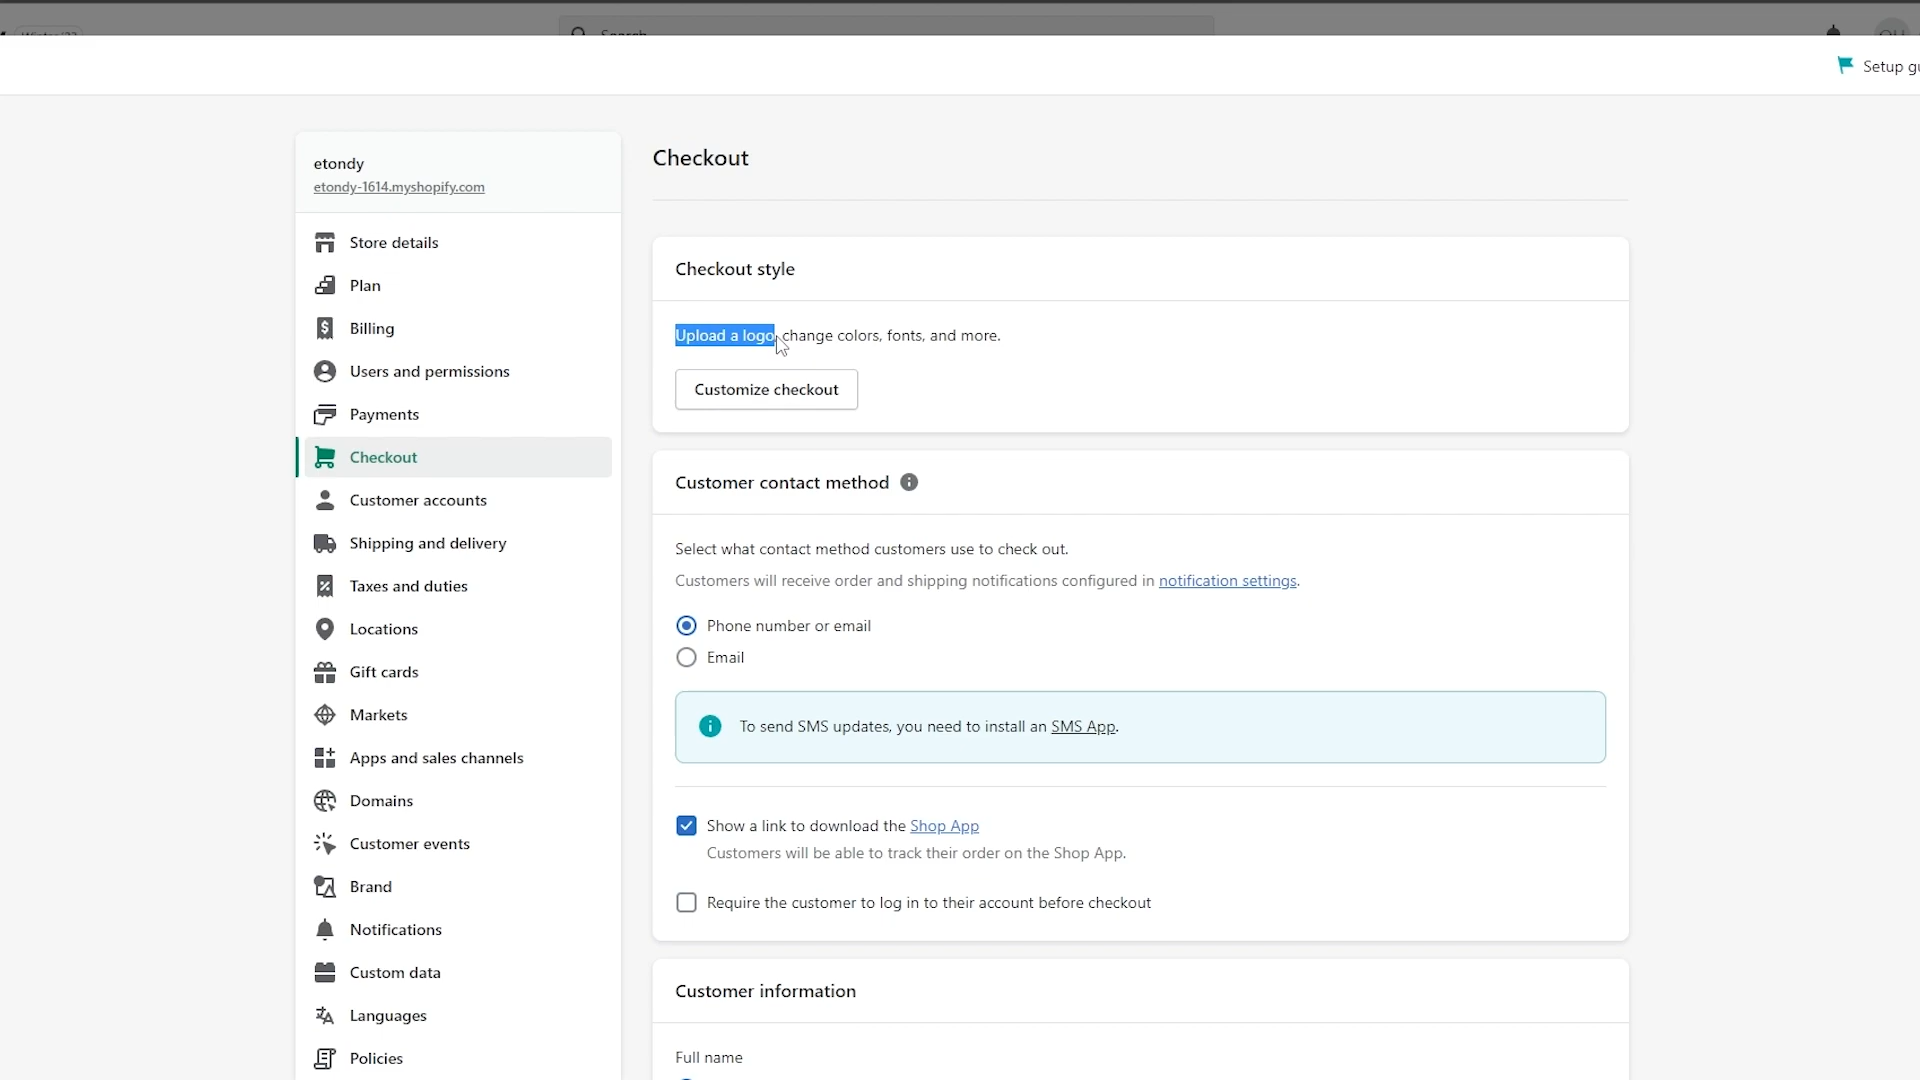 Search
Setup gu
etondy
etondy-1614.myshopify.com
Checkout
Store details
Plan
Billing
Users and permissions
Payments
Checkout
Customer accounts
Shipping and delivery
Taxes and duties
Locations
Gift cards
Markets
Apps and sales channels
Domains
Customer events
Brand
Notifications
Custom data
Languages
Policies
Checkout style
Upload a logo, change colors, fonts, and more.
Customize checkout
Customer contact method
Select what contact method customers use to check out.
Customers will receive order and shipping notifications configured in notification settings.
Phone number or email
Email
To send SMS updates, you need to install an SMS App.
Show a link to download the Shop App
Customers will be able to track their order on the Shop App.
Require the customer to log in to their account before checkout
Customer information
Full name